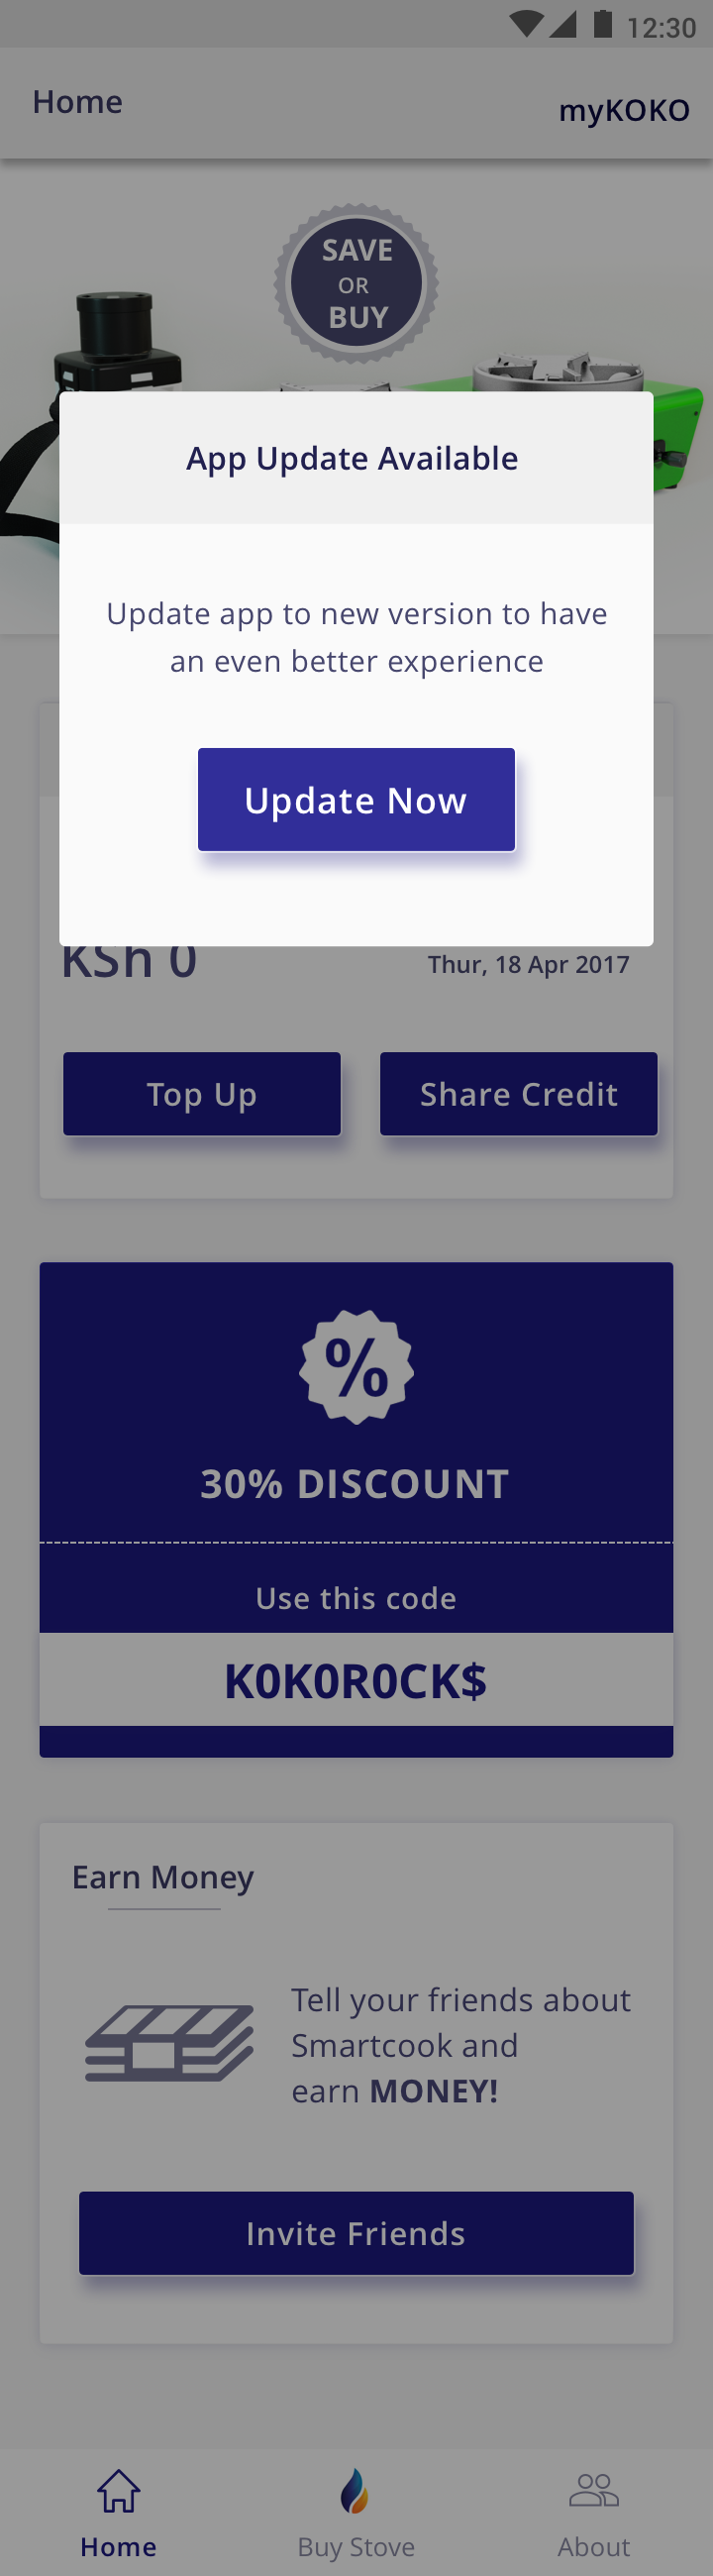 12:30
Home
myKOKO
SAVE
OR
BUY
App Update Available
Update app to new version to have
an even better experience
Update Now
KSh 0
Thur, 18 Apr 2017
Top Up
Share Credit
%
30% DISCOUNT
Use this code
K0K0R0CK$
Earn Money
Tell your friends about
Smartcook and
earn MONEY!
Invite Friends
Home
Buy Stove
About